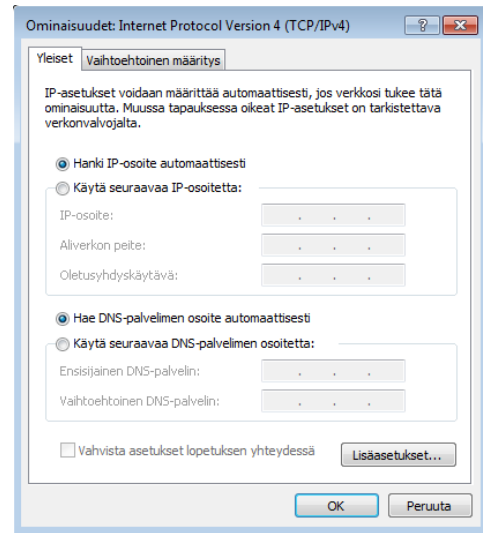 Ominaisuudet: Internet Protocol Version 4 (TCP/IPv4)
Yleiset
Vaihtoehtoinen määritys
IP-asetukset voidaan määrittää automaattisesti, jos verkkosi tukee tätä
ominaisuutta. Muussa tapauksessa oikeat IP-asetukset on tarkistettava
verkonvalvojalta.
Hanki IP-osoite automaattisesti
Käytä seuraavaa IP-osoitetta:
IP-osoite:
Aliverkon peite:
Oletusyhdyskäytävä:
Hae DNS-palvelimen osoite automaattisesti
Käytä seuraavaa DNS-palvelimen osoitetta:
Ensisijainen DNS-palvelin:
Vaihtoehtoinen DNS-palvelin:
Vahvista asetukset lopetuksen yhteydessä
Lisäasetukset...
OK
Peruuta